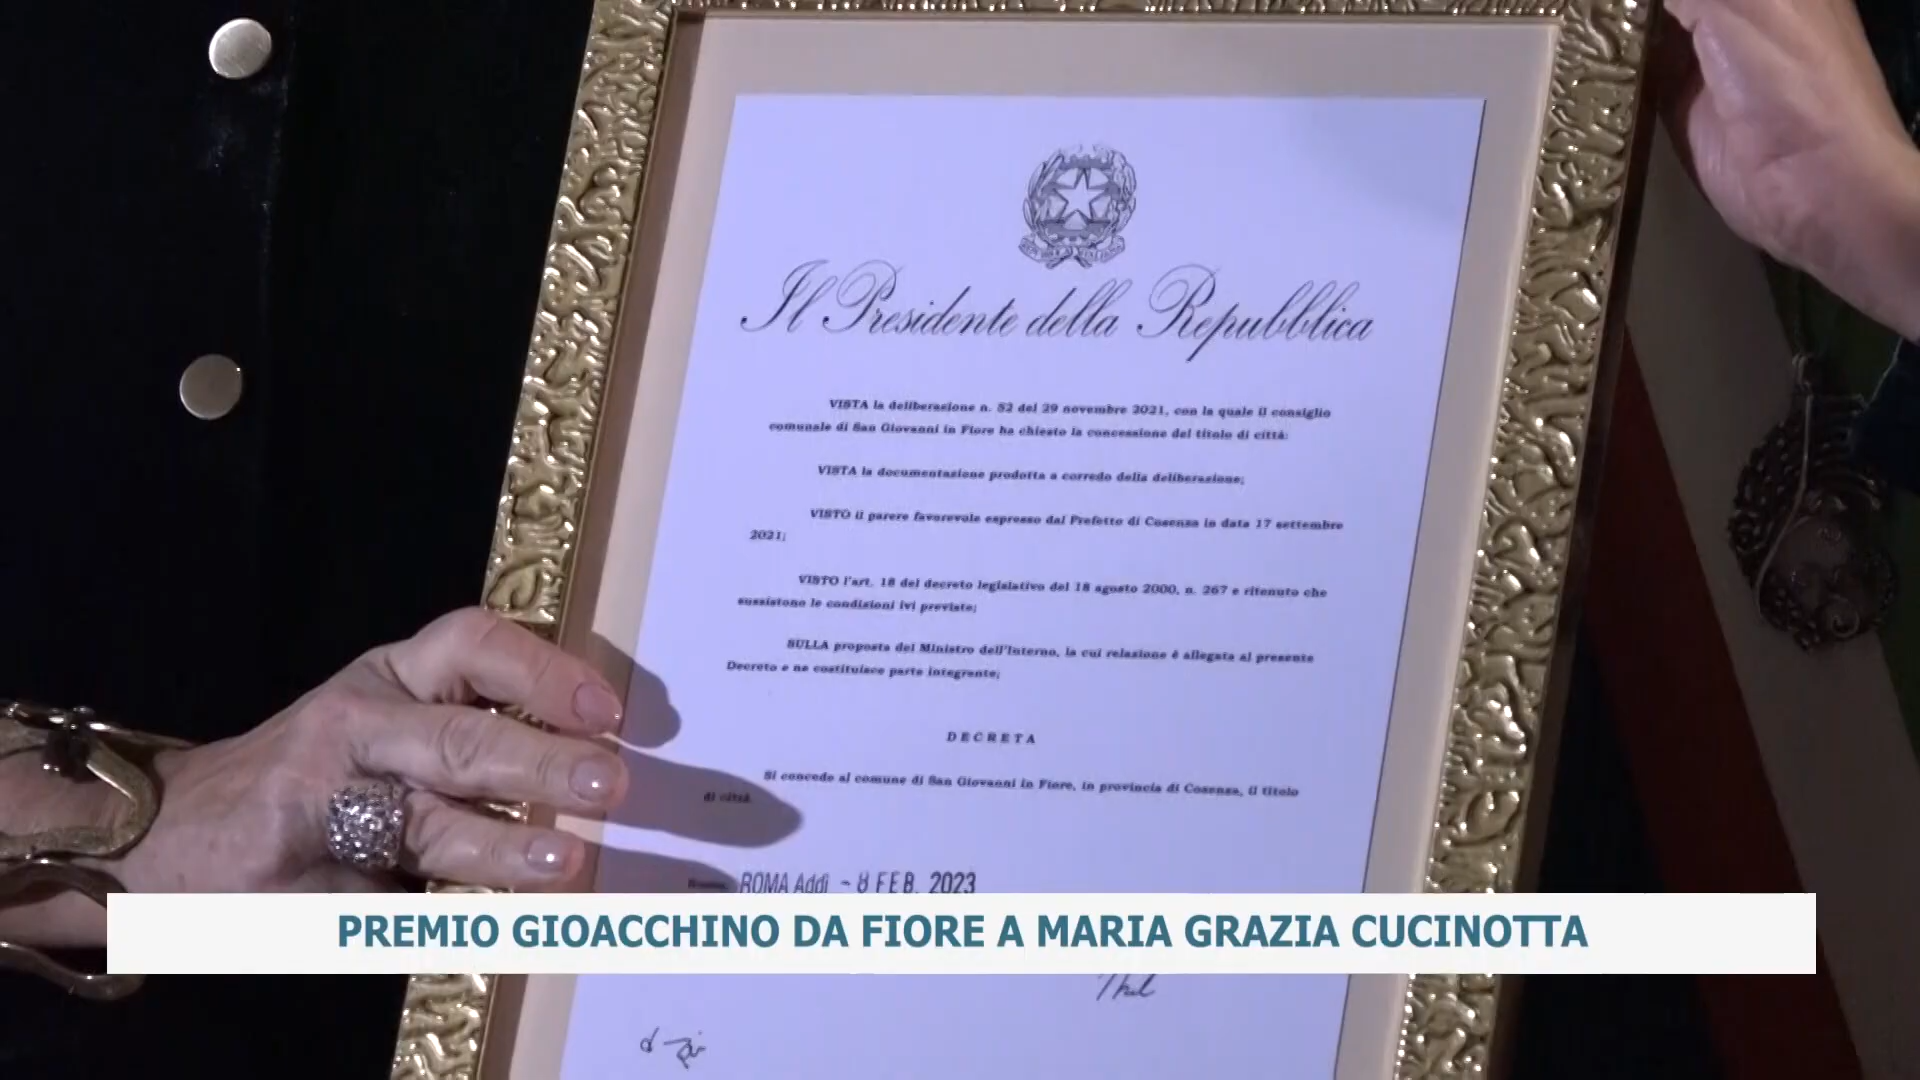 Il Presidente della Repubblica
VISTA la deliberazione n. 52 del 29 novembre 2021, con la quale il consiglio
comunale di San Giovanni in Fiore ha chiesto la concessione del titolo di città:
VISTA la documentazione prodotta a corredo della deliberazione;
VISTO il parere favorevole espresso dal Prefetto di Cosenza in data 17 settembre
2021;
VISTO l'art. 18 del decreto legislativo del 18 agosto 2000, n. 267 e ritenuto che
sussistono le condizioni ivi previste;
SULLA proposta del Ministro dell'Interno, la cui relazione è allegata al presente
Decreto e ne costituisce parte integrante;
DECRETA
Si concede al comune di San Giovanni in Fiore, in provincia di Cosenza, il titolo
di città.
ROMA Addì - 8 FEB. 2023
PREMIO GIOACCHINO DA FIORE A MARIA GRAZIA CUCINOTTA